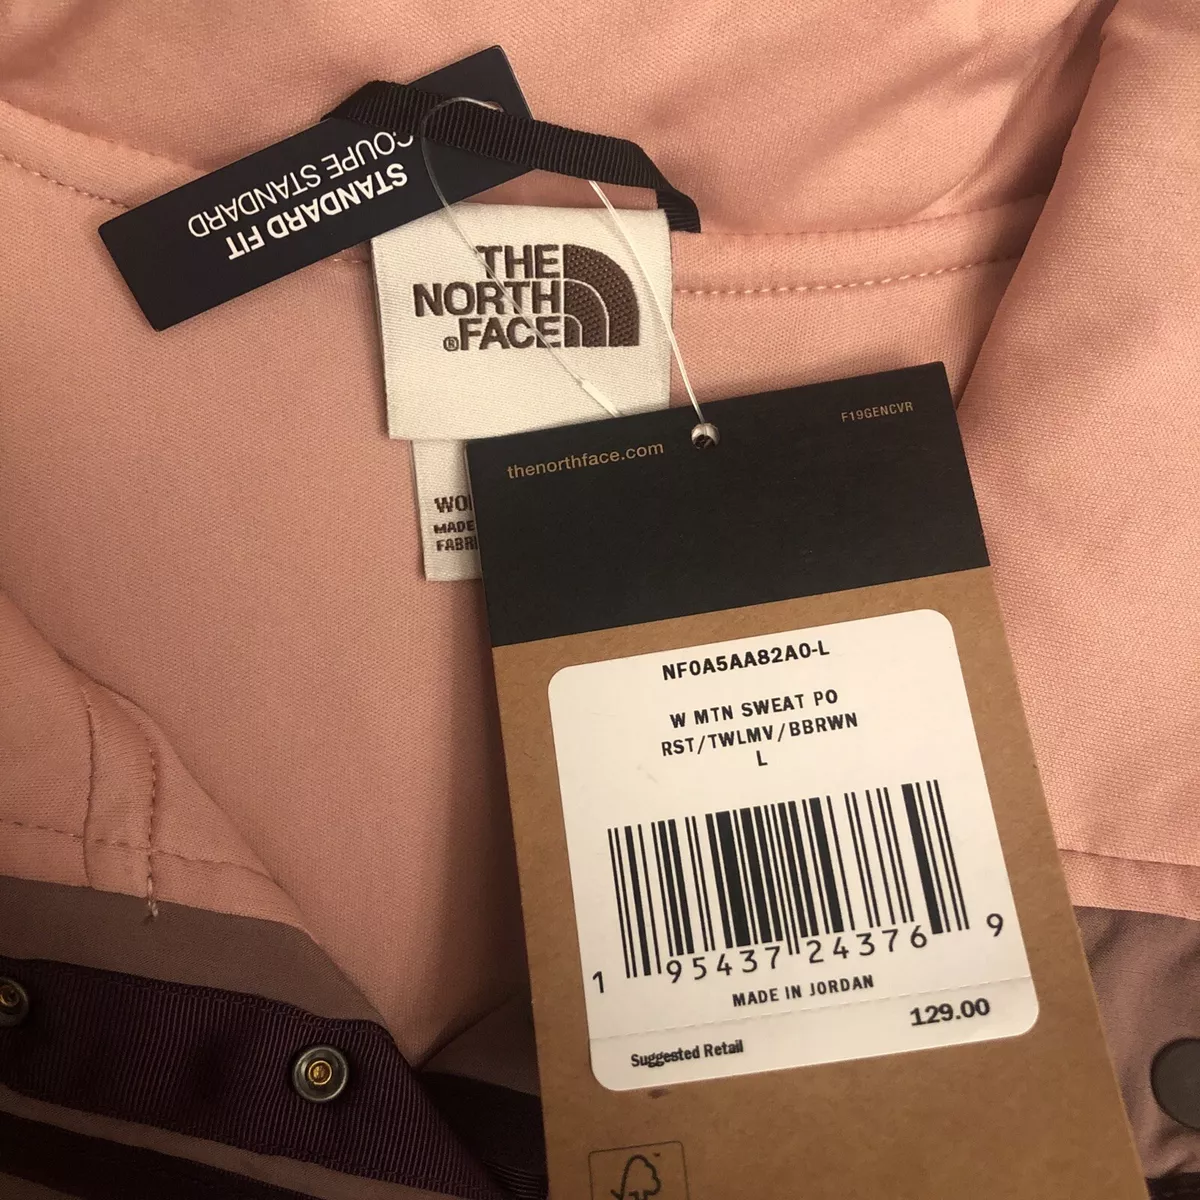 STANDARD FIT
COUPE STANDARD
THE
NORTH
®FACE
MADE
thenorthface.com
F19GENCVR
NF0A5AA82A0-L
W MTN SWEAT PO
RST/TWLMV/BBRWN
L
1 95437 24376 9
MADE IN JORDAN
129.00
Suggested Retail